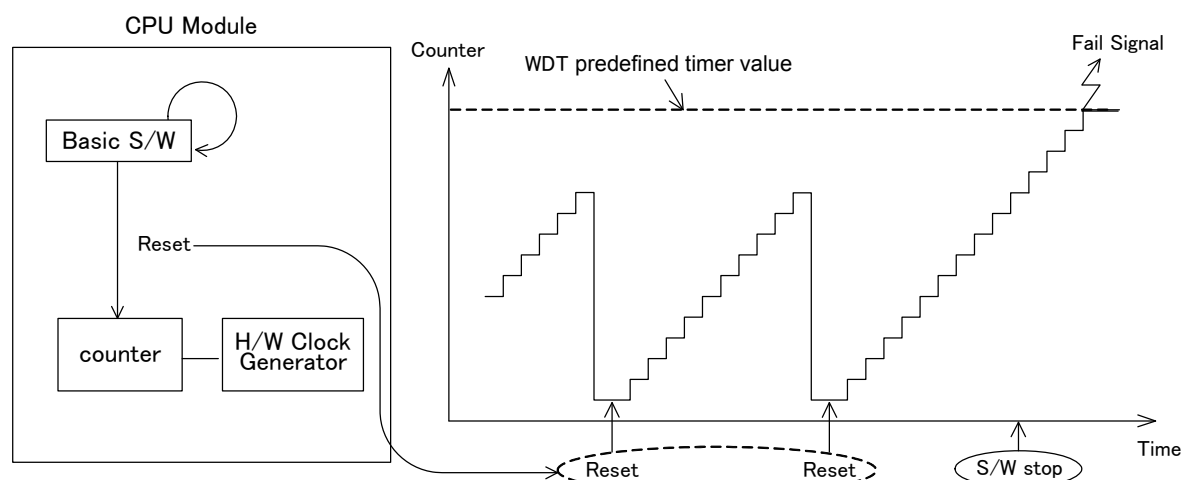 CPU Module
Basic S/W
Reset
counter
H/W Clock
Generator
Counter
WDT predefined timer value
Fail Signal
Time
Reset
Reset
S/W stop